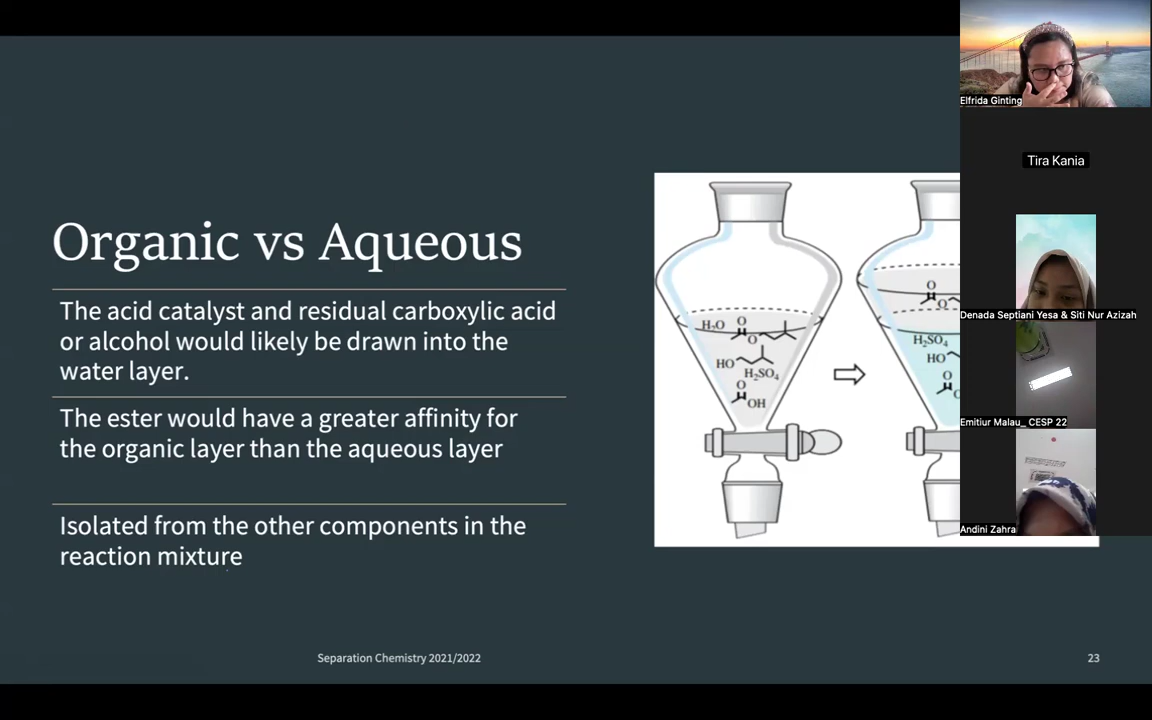 Organic vs Aqueous
The acid catalyst and residual carboxylic acid
or alcohol would likely be drawn into the
water layer.
The ester would have a greater affinity for
the organic layer than the aqueous layer
Isolated from the other components in the
reaction mixture
H₂O
O
O
HO
H₂SO₄
O
OH
O
O
H₂SO₄
HO
O
Separation Chemistry 2021/2022
23
Elfrida Ginting
Tira Kania
Denada Septiani Yesa & Siti Nur Azizah
Emitiur Malau_ CESP 22
Andini Zahra